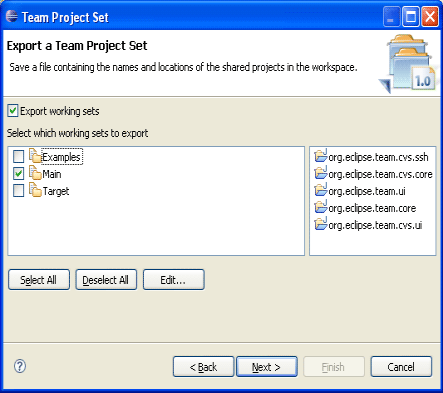 Team Project Set
Export a Team Project Set
Save a file containing the names and locations of the shared projects in the workspace.
1.0
Export working sets
Select which working sets to export
Examples
Main
Target
org.eclipse.team.cvs.ssh
org.eclipse.team.cvs.core
org.eclipse.team.ui
org.eclipse.team.core
org.eclipse.team.cvs.ui
Select All
Deselect All
Edit...
?
< Back
Next >
Finish
Cancel